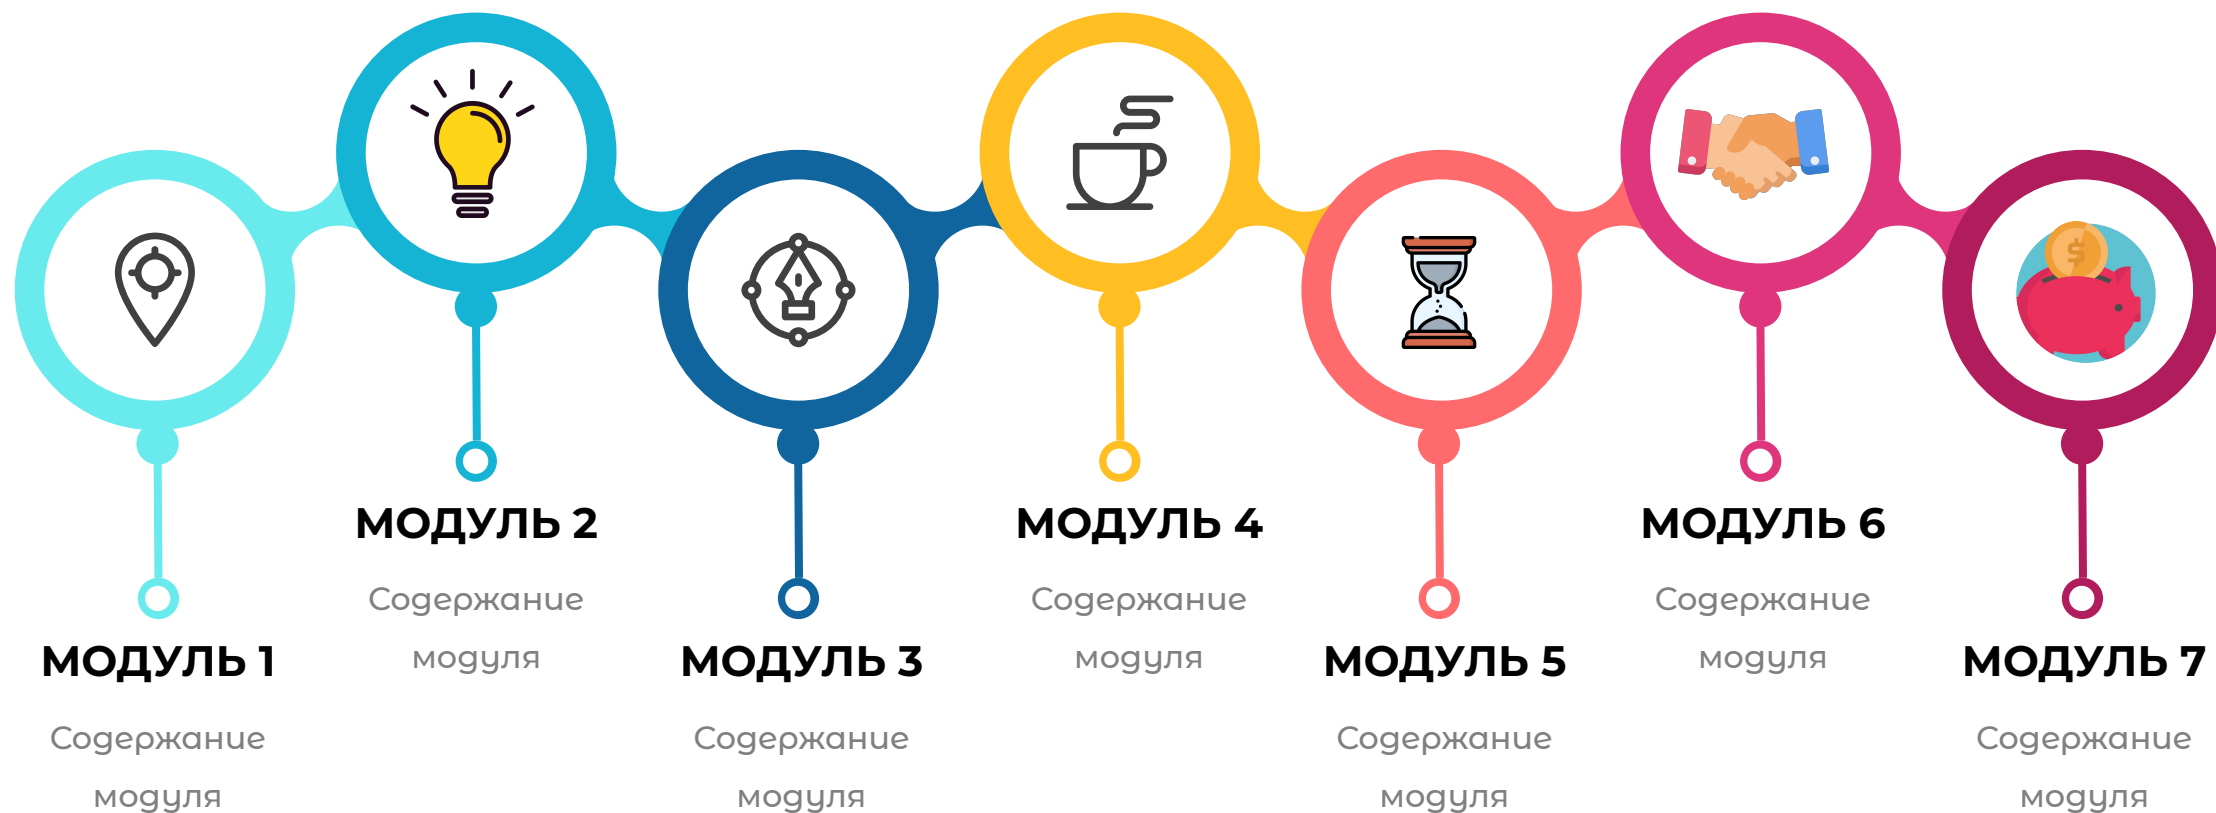 МОДУЛЬ 1
Содержание
модуля
МОДУЛЬ 2
Содержание
модуля
МОДУЛЬ 3
Содержание
модуля
МОДУЛЬ 4
Содержание
модуля
МОДУЛЬ 5
Содержание
модуля
МОДУЛЬ 6
Содержание
модуля
$
МОДУЛЬ 7
Содержание
модуля